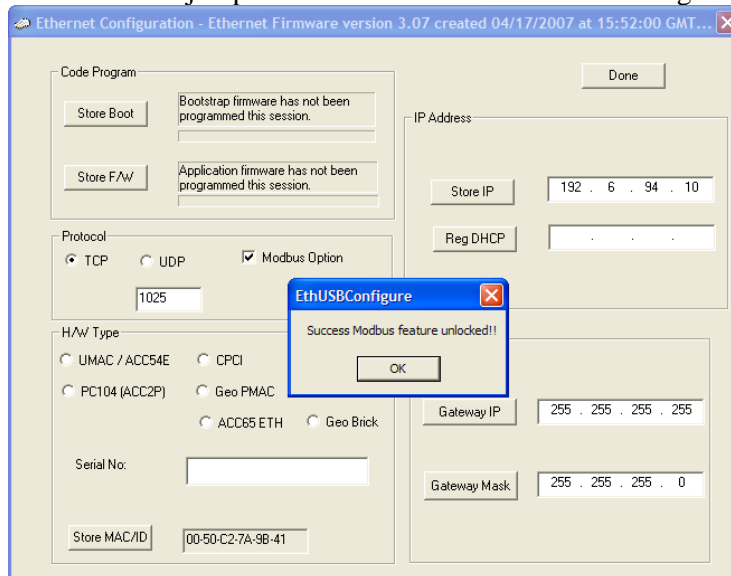 Ethernet Configuration - Ethernet Firmware version 3.07 created 04/17/2007 at 15:52:00 GMT...
Code Program
Store Boot
Bootstrap firmware has not been
programmed this session.
Store F/W
Application firmware has not been
programmed this session.
Done
IP Address
Store IP
192 . 6 . 94 . 10
Reg DHCP
. . .
Protocol
TCP
UDP
Modbus Option
1025
EthUSBConfigure
Success Modbus feature unlocked!!
OK
H/W Type
UMAC / ACC54E
CPCI
PC104 (ACC2P)
Geo PMAC
ACC65 ETH
Geo Brick
Serial No:
Store MAC/ID
00-50-C2-7A-9B-41
Gateway IP
255 . 255 . 255 . 255
Gateway Mask
255 . 255 . 255 . 0